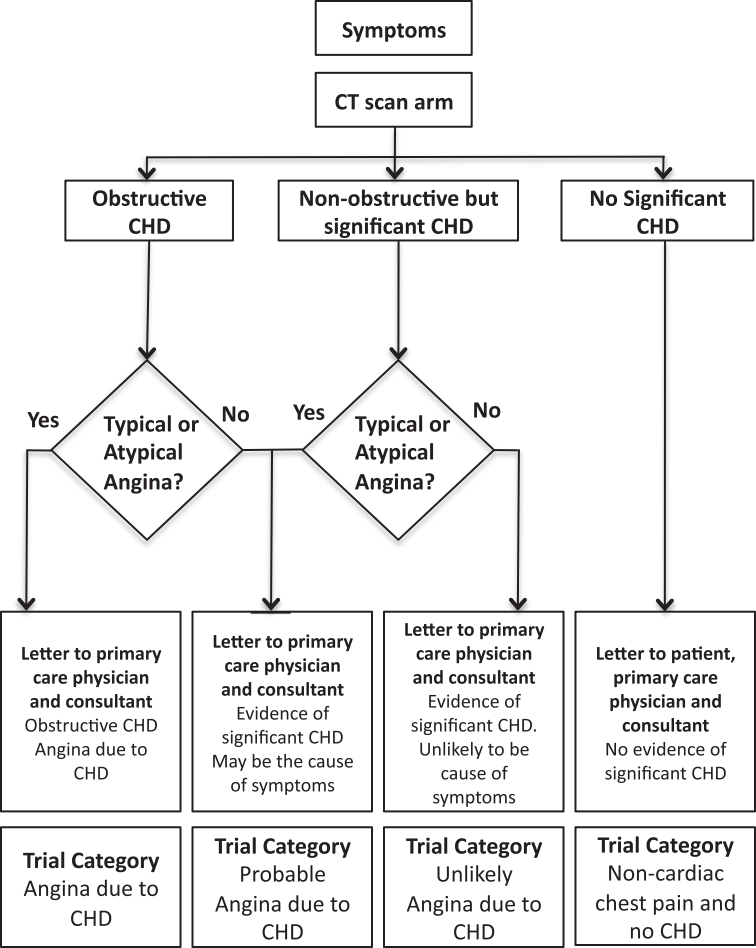 Symptoms
CT scan arm
Obstructive
CHD
Non-obstructive but
significant CHD
No Significant
CHD
Yes
Typical or
Atypical
Angina?
No
Yes
Typical or
Atypical
Angina?
No
Letter to primary
care physician
and consultant
Obstructive CHD
Angina due to
CHD
Letter to primary
care physician
and consultant
Evidence of
significant CHD
May be the cause
of symptoms
Letter to primary
care physician
and consultant
Evidence of
significant CHD.
Unlikely to be
cause of
symptoms
Letter to patient,
primary care
physician and
consultant
No evidence of
significant CHD
Trial Category
Angina due to
CHD
Trial Category
Probable
Angina due to
CHD
Trial Category
Unlikely
Angina due to
CHD
Trial Category
Non-cardiac
chest pain and
no CHD